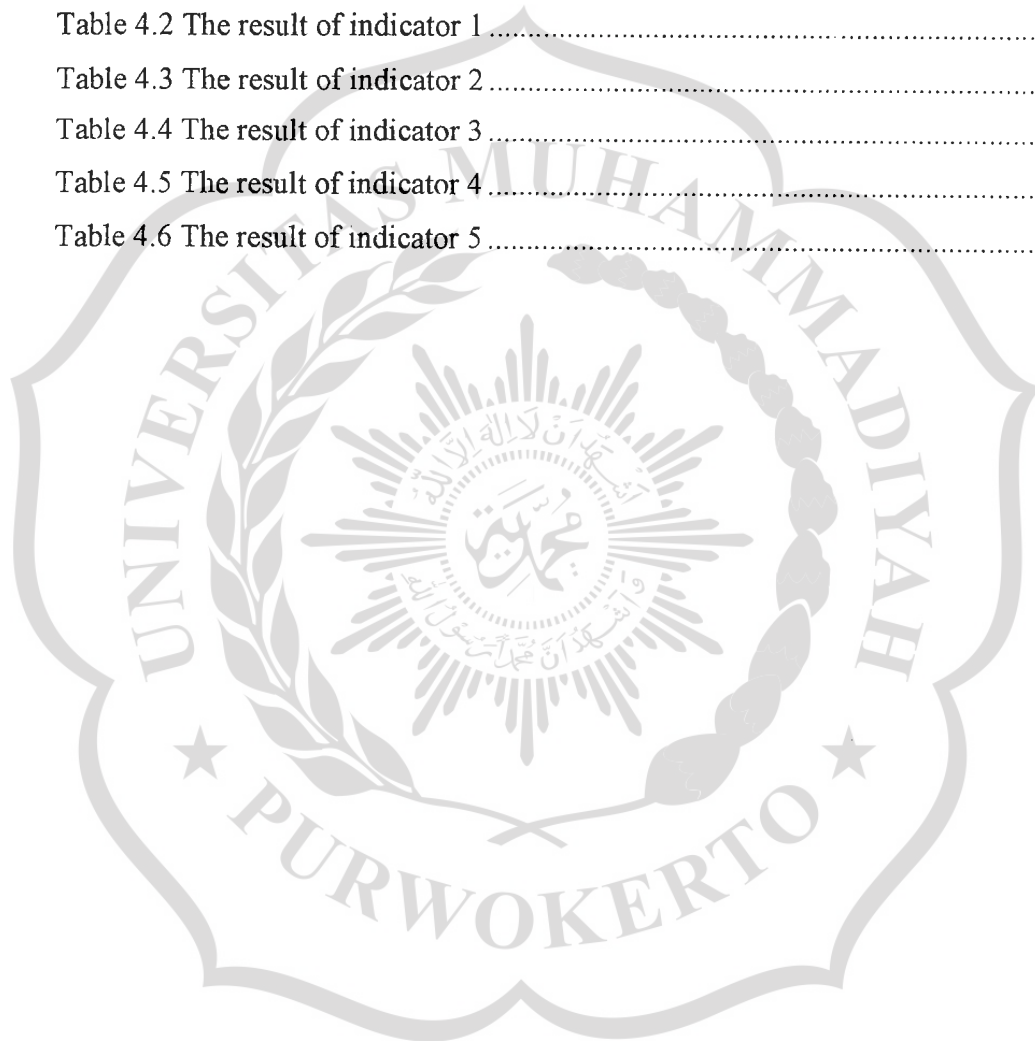 Table 4.2 The result of indicator 1 ........................................................................
Table 4.3 The result of indicator 2 ........................................................................
Table 4.4 The result of indicator 3 ........................................................................
Table 4.5 The result of indicator 4 ........................................................................
Table 4.6 The result of indicator 5 ........................................................................
UNIVERSITAS MUHAMMADIYAH
أَشْهَدُ اَنْ لَا اِلٰهَ اِلَّا اللّٰهُ
مُحَمَّدِيَّة
وَاَشْهَدُ اَنَّ مُحَمَّدًا رَسُوْلُ اللّٰهِ
★ PURWOKERTO ★